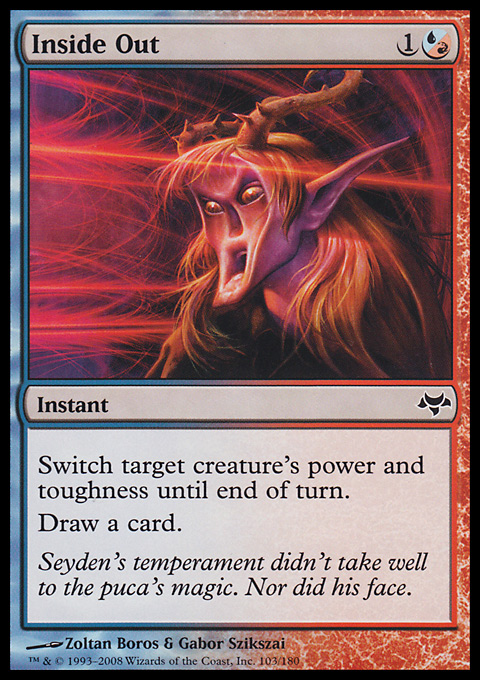 Inside Out 1
Instant
Switch target creature's power and
toughness until end of turn.
Draw a card.
Seyden's temperament didn't take well
to the puca's magic. Nor did his face.
Zoltan Boros & Gabor Szikszai
™ & © 1993–2008 Wizards of the Coast, Inc. 103/180